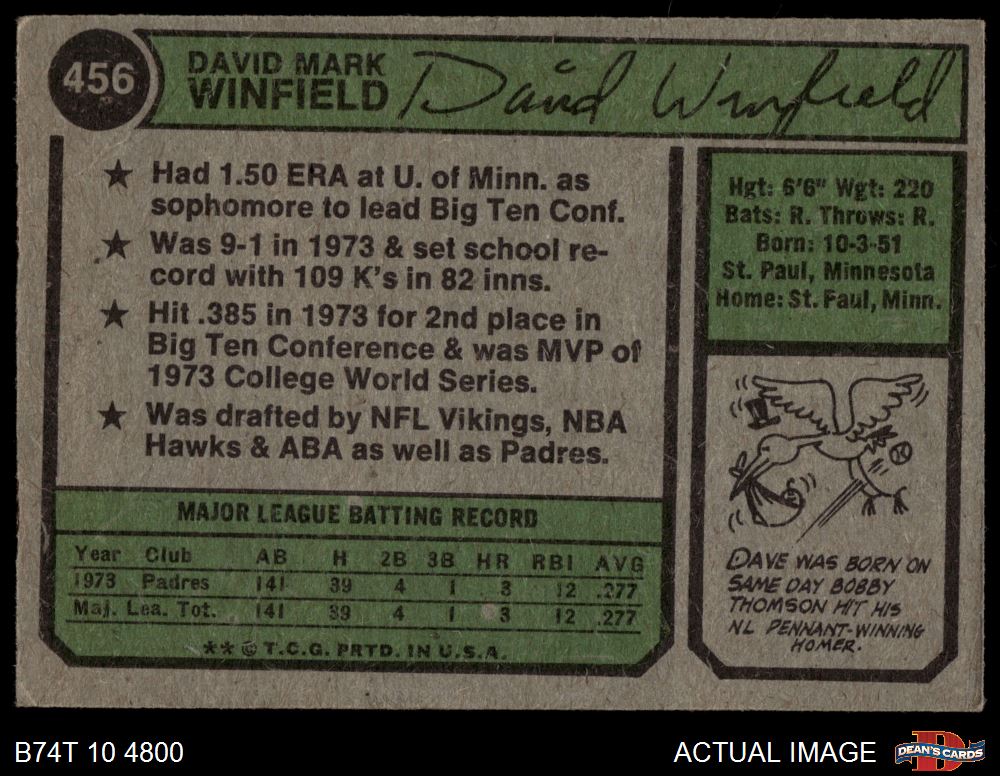 456
DAVID MARK
WINFIELD
David Winfield
★ Had 1.50 ERA at U. of Minn. as
sophomore to lead Big Ten Conf.
★ Was 9-1 in 1973 & set school re-
cord with 109 K's in 82 inns.
★ Hit .385 in 1973 for 2nd place in
Big Ten Conference & was MVP of
1973 College World Series.
★ Was drafted by NFL Vikings, NBA
Hawks & ABA as well as Padres.
Hgt: 6'6" Wgt: 220
Bats: R. Throws: R.
Born: 10-3-51
St. Paul, Minnesota
Home: St. Paul, Minn.
MAJOR LEAGUE BATTING RECORD
Year Club AB H 2B 3B HR RBI AVG
1973 Padres 141 39 4 1 3 12 .277
Maj. Lea. Tot. 141 39 4 1 3 12 .277
** © T.C.G. PRTD. IN U.S.A.
DAVE WAS BORN ON
SAME DAY BOBBY
THOMSON HIT HIS
NL PENNANT-WINNING
HOMER.
B74T 10 4800
ACTUAL IMAGE
DEAN'S CARDS